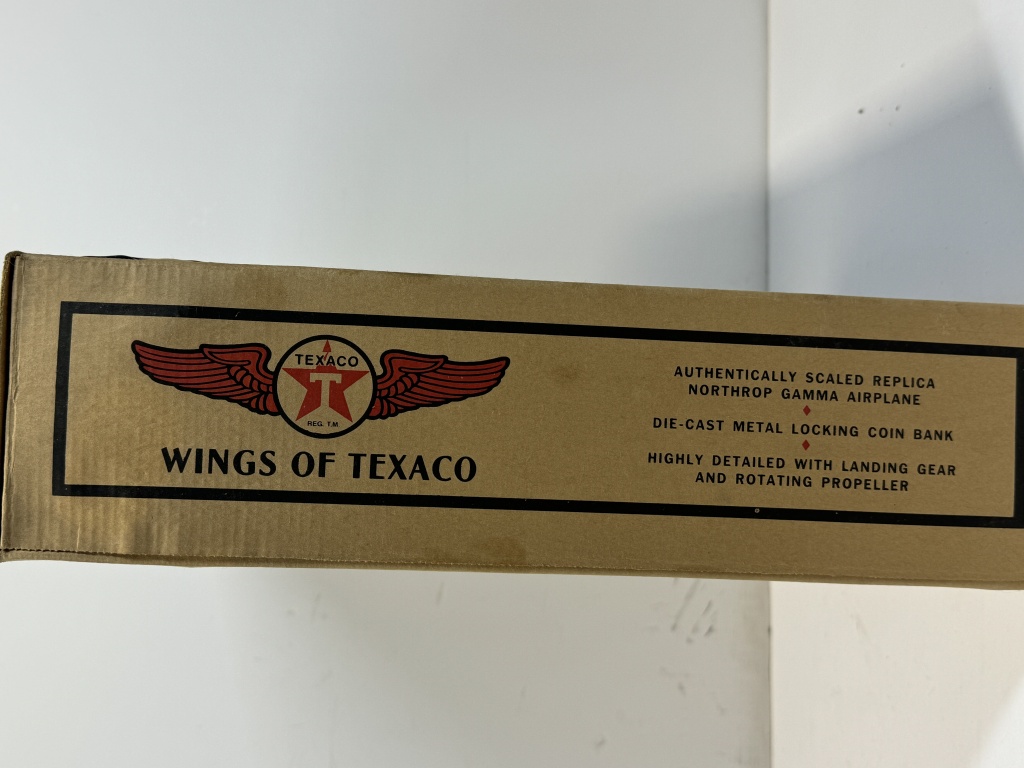 TEXACO
T
REG. T.M.
WINGS OF TEXACO
AUTHENTICALLY SCALED REPLICA
NORTHROP GAMMA AIRPLANE
DIE-CAST METAL LOCKING COIN BANK
HIGHLY DETAILED WITH LANDING GEAR
AND ROTATING PROPELLER